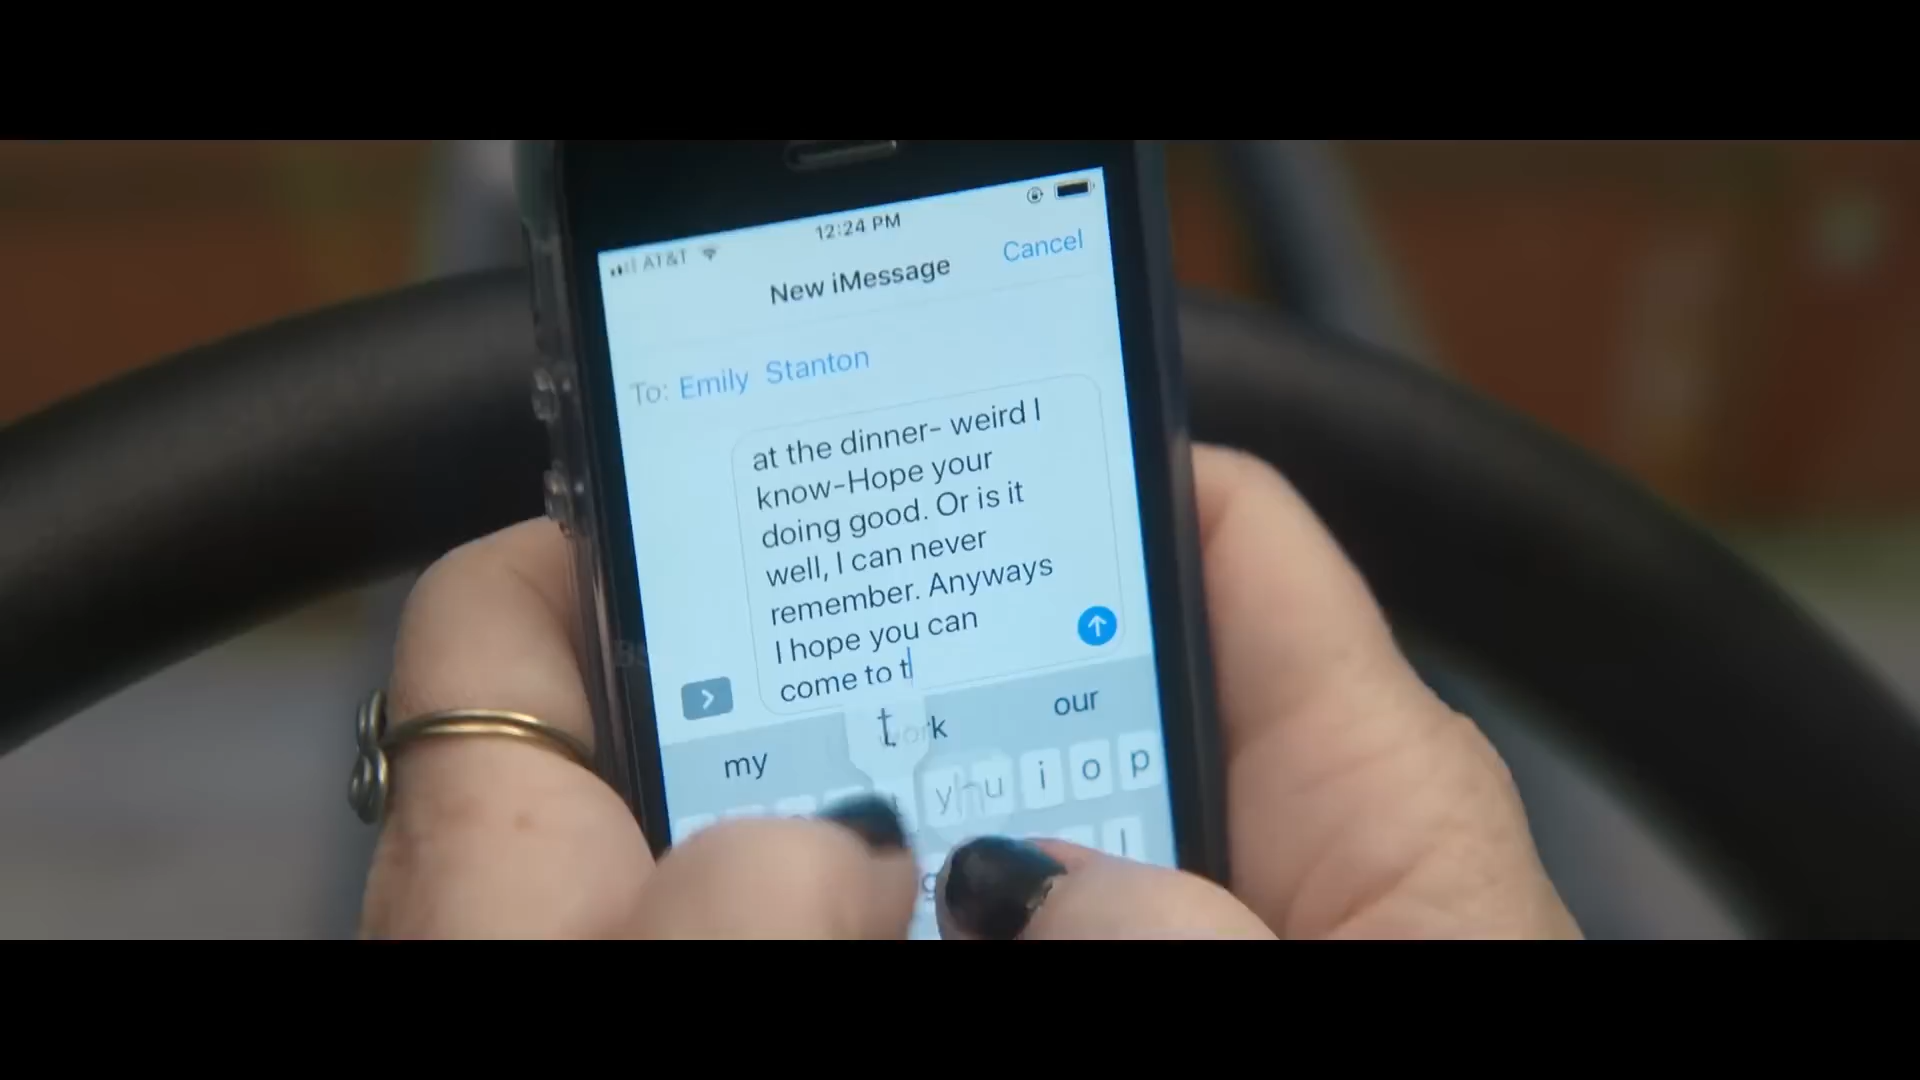 AT&T
12:24 PM
New iMessage
Cancel
To: Emily Stanton
at the dinner- weird I
know-Hope your
doing good. Or is it
well, I can never
remember. Anyways
I hope you can
come to t
my
t
our
y u i o p